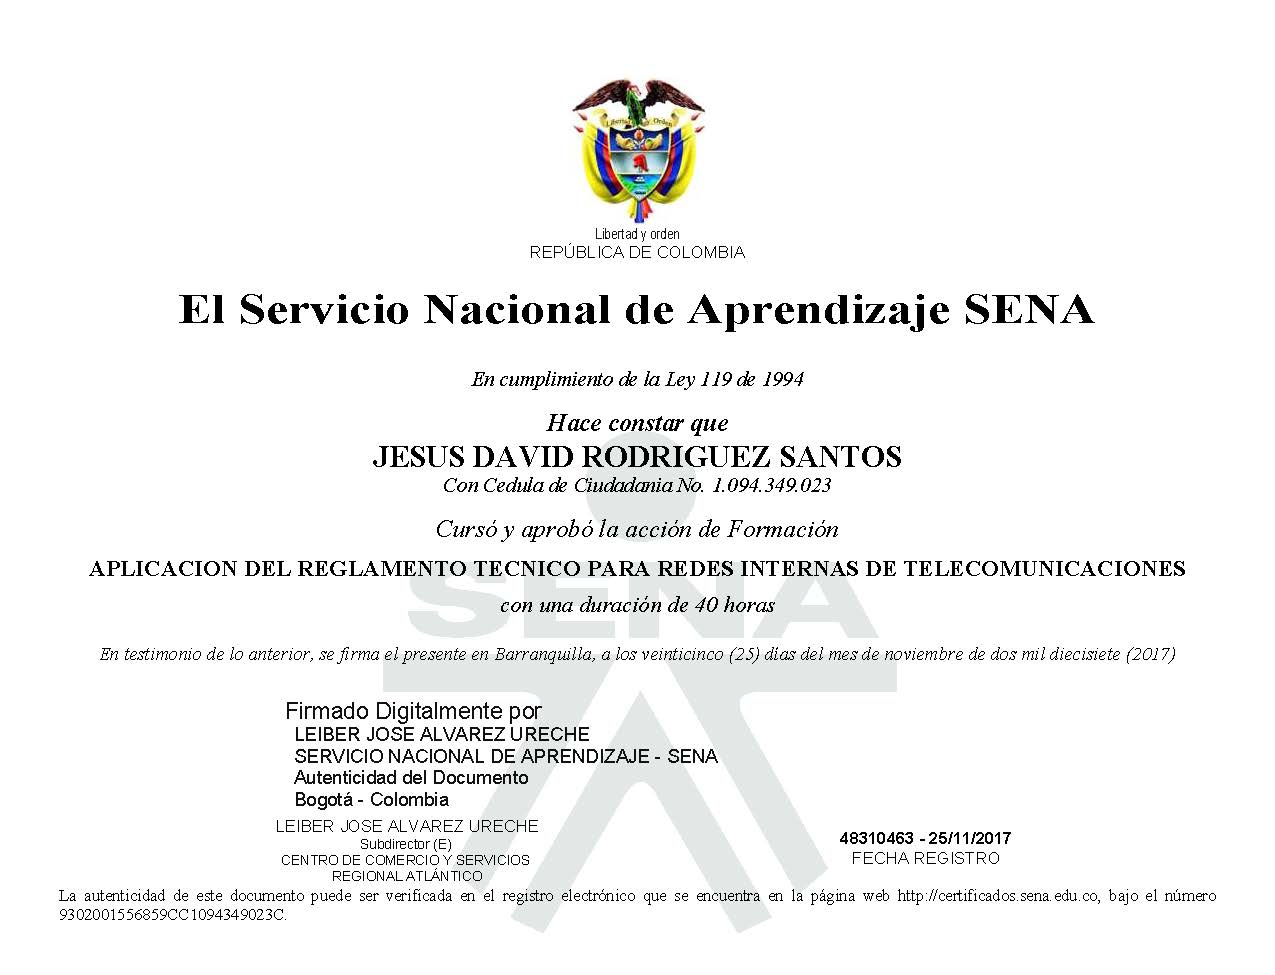 Libertad y Orden
Libertad y orden
REPÚBLICA DE COLOMBIA
El Servicio Nacional de Aprendizaje SENA
En cumplimiento de la Ley 119 de 1994
Hace constar que
JESUS DAVID RODRIGUEZ SANTOS
Con Cedula de Ciudadania No. 1.094.349.023
Cursó y aprobó la acción de Formación
APLICACION DEL REGLAMENTO TECNICO PARA REDES INTERNAS DE TELECOMUNICACIONES
con una duración de 40 horas
SENA
En testimonio de lo anterior, se firma el presente en Barranquilla, a los veinticinco (25) días del mes de noviembre de dos mil diecisiete (2017)
Firmado Digitalmente por
LEIBER JOSE ALVAREZ URECHE
SERVICIO NACIONAL DE APRENDIZAJE - SENA
Autenticidad del Documento
Bogotá - Colombia
LEIBER JOSE ALVAREZ URECHE
Subdirector (E)
CENTRO DE COMERCIO Y SERVICIOS
REGIONAL ATLÁNTICO
48310463 - 25/11/2017
FECHA REGISTRO
La autenticidad de este documento puede ser verificada en el registro electrónico que se encuentra en la página web http://certificados.sena.edu.co, bajo el número
9302001556859CC1094349023C.